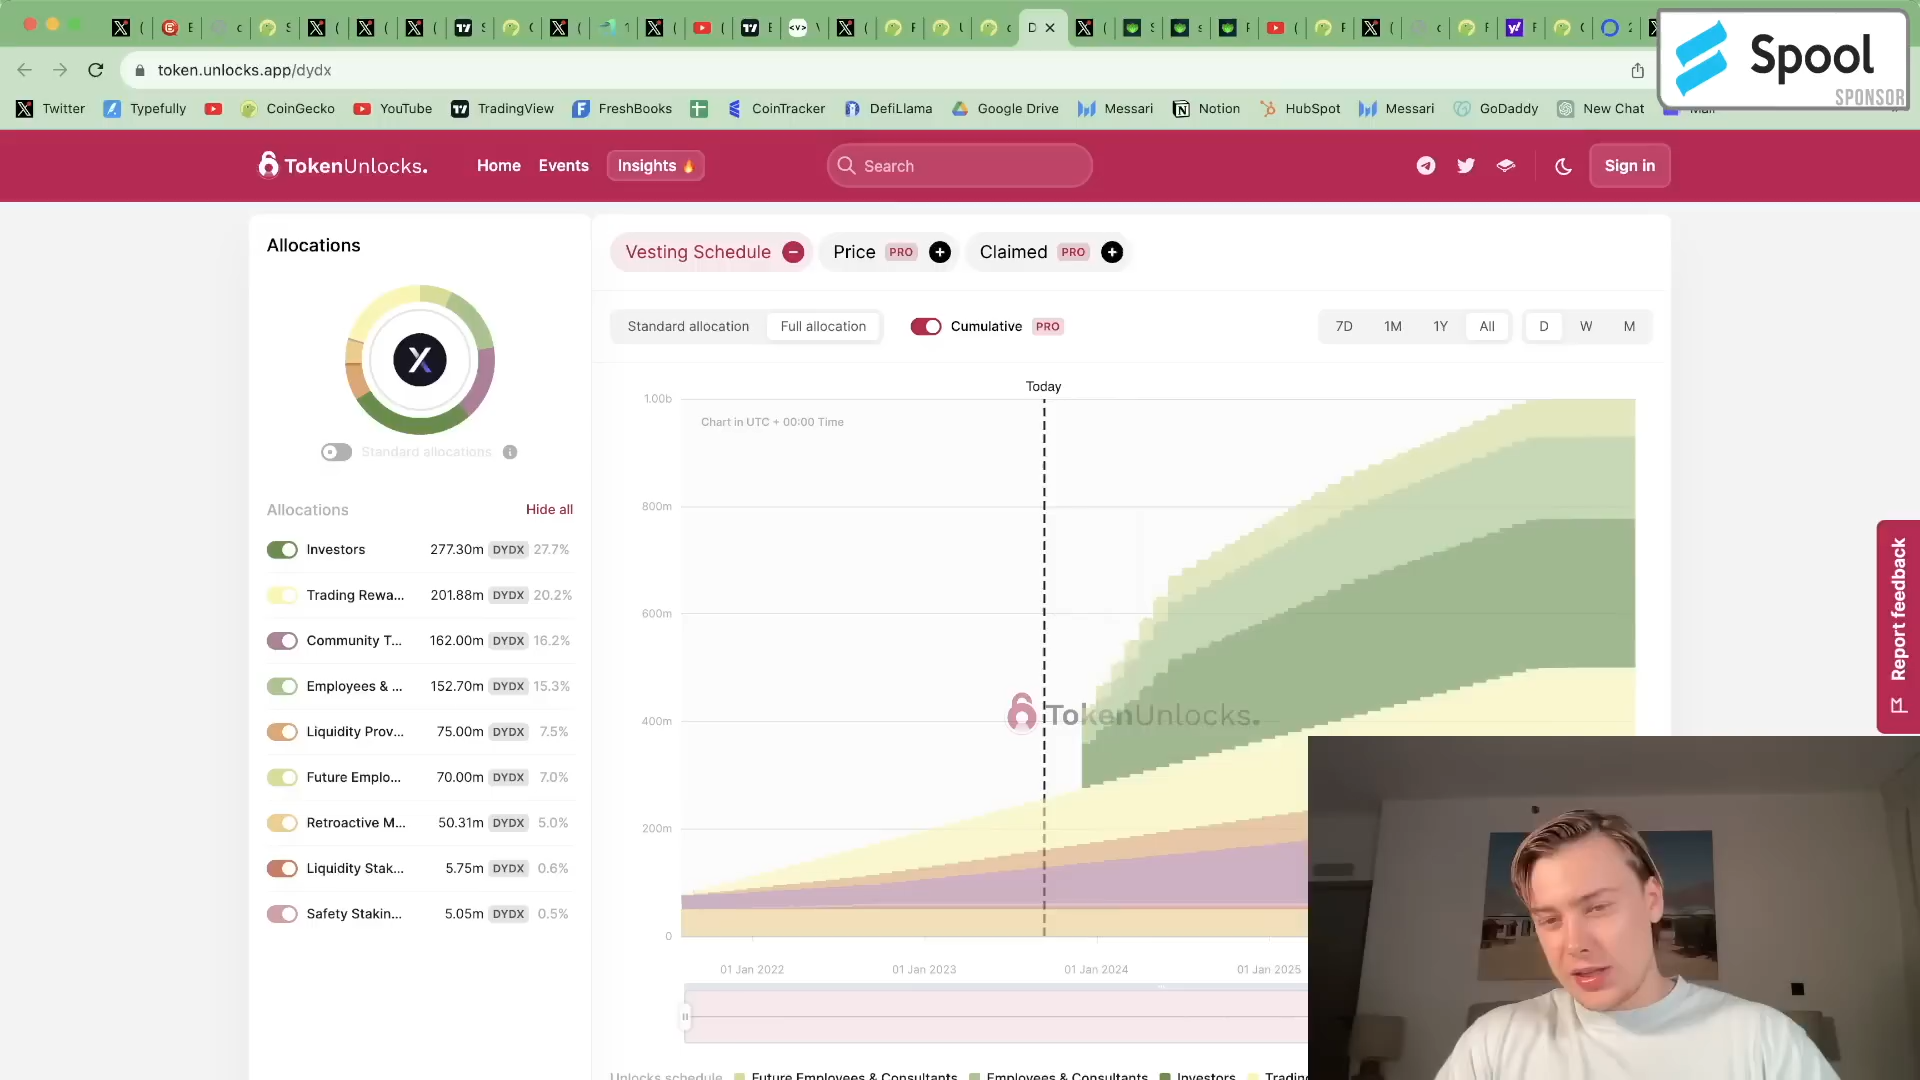 Spool
SPONSOR
token.unlocks.app/dydx
Twitter
Typefully
CoinGecko
YouTube
TradingView
FreshBooks
CoinTracker
DefiLlama
Google Drive
Messari
Notion
HubSpot
Messari
GoDaddy
New Chat
TokenUnlocks.
Home
Events
Insights
Search
Sign in
Allocations
Standard allocations
Allocations
Hide all
Investors 277.30m DYDX 27.7%
Trading Rewa... 201.88m DYDX 20.2%
Community T... 162.00m DYDX 16.2%
Employees & ... 152.70m DYDX 15.3%
Liquidity Prov... 75.00m DYDX 7.5%
Future Emplo... 70.00m DYDX 7.0%
Retroactive M... 50.31m DYDX 5.0%
Liquidity Stak... 5.75m DYDX 0.6%
Safety Stakin... 5.05m DYDX 0.5%
Vesting Schedule
Price PRO
Claimed PRO
Standard allocation
Full allocation
Cumulative PRO
7D 1M 1Y All
D W M
Today
Chart in UTC + 00:00 Time
1.00b
800m
600m
400m
200m
0
TokenUnlocks.
01 Jan 2022
01 Jan 2023
01 Jan 2024
01 Jan 2025
Unlocks schedule
Future Employees & Consultants
Employees & Consultants
Investors
Report feedback